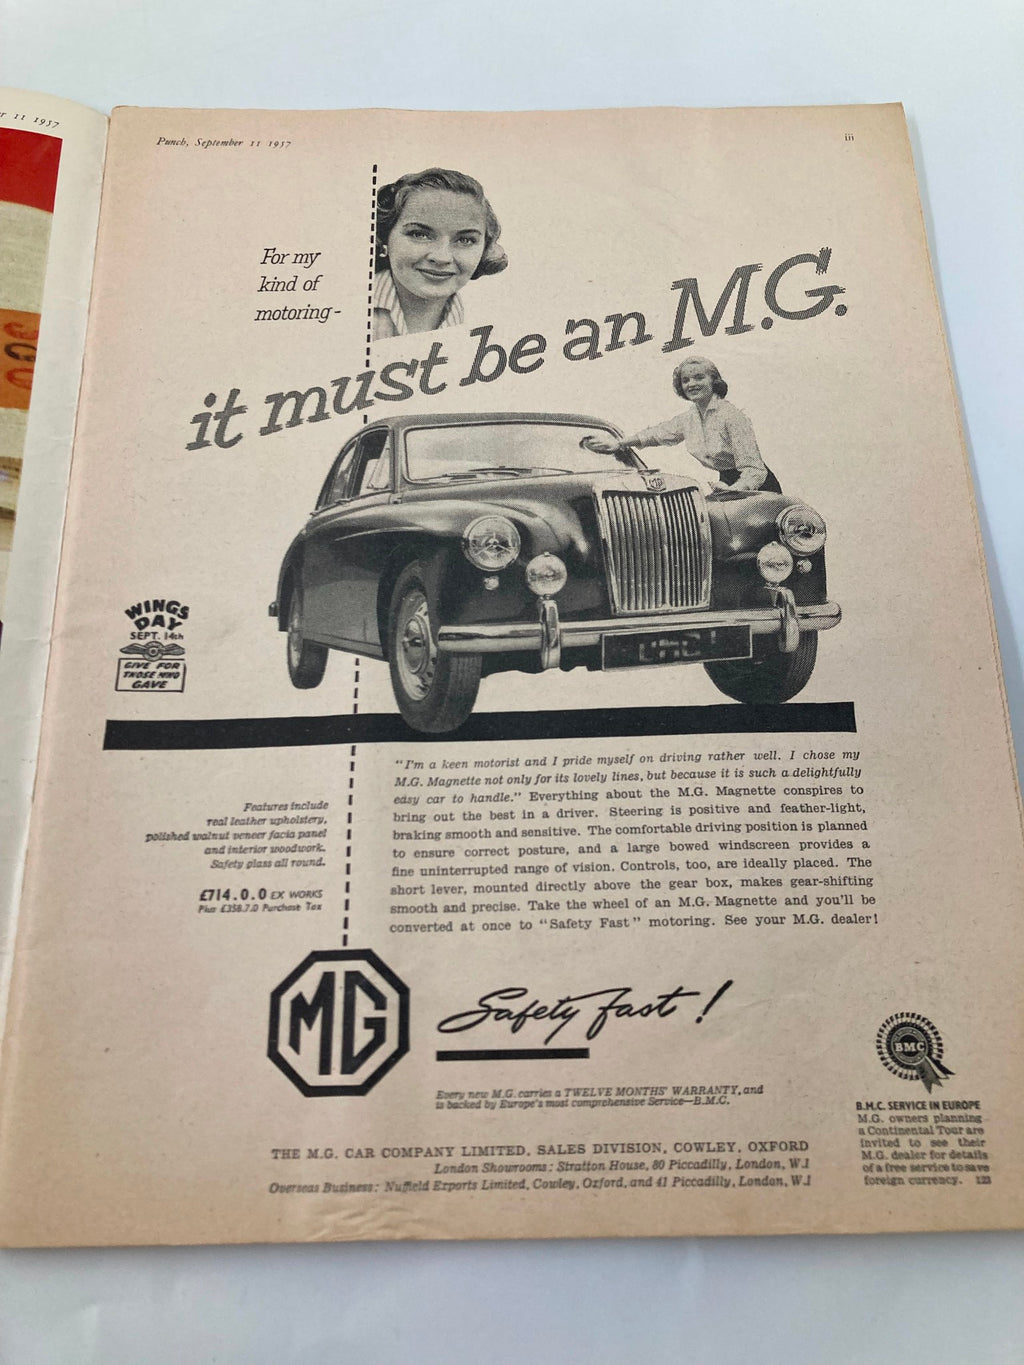 r 11 1957
Punch, September 11 1957
iii
For my
kind of
motoring-
it must be an M.G.
WINGS
DAY
SEPT. 14th
GIVE FOR
THOSE WHO
GAVE
"I'm a keen motorist and I pride myself on driving rather well. I chose my
M.G. Magnette not only for its lovely lines, but because it is such a delightfully
easy car to handle." Everything about the M.G. Magnette conspires to
bring out the best in a driver. Steering is positive and feather-light,
braking smooth and sensitive. The comfortable driving position is planned
to ensure correct posture, and a large bowed windscreen provides a
fine uninterrupted range of vision. Controls, too, are ideally placed. The
short lever, mounted directly above the gear box, makes gear-shifting
smooth and precise. Take the wheel of an M.G. Magnette and you'll be
converted at once to "Safety Fast" motoring. See your M.G. dealer!
Features include
real leather upholstery,
polished walnut veneer facia panel
and interior woodwork.
Safety glass all round.
£714.0.0 EX WORKS
Plus £358.7.0 Purchase Tax
MG
Safety fast!
Every new M.G. carries a TWELVE MONTHS' WARRANTY, and
is backed by Europe's most comprehensive Service—B.M.C.
THE M.G. CAR COMPANY LIMITED, SALES DIVISION, COWLEY, OXFORD
London Showrooms: Stratton House, 80 Piccadilly, London, W.1
Overseas Business: Nuffield Exports Limited, Cowley, Oxford, and 41 Piccadilly, London, W.1
BMC
B.M.C. SERVICE IN EUROPE
M.G. owners planning
a Continental Tour are
invited to see their
M.G. dealer for details
of a free service to save
foreign currency.